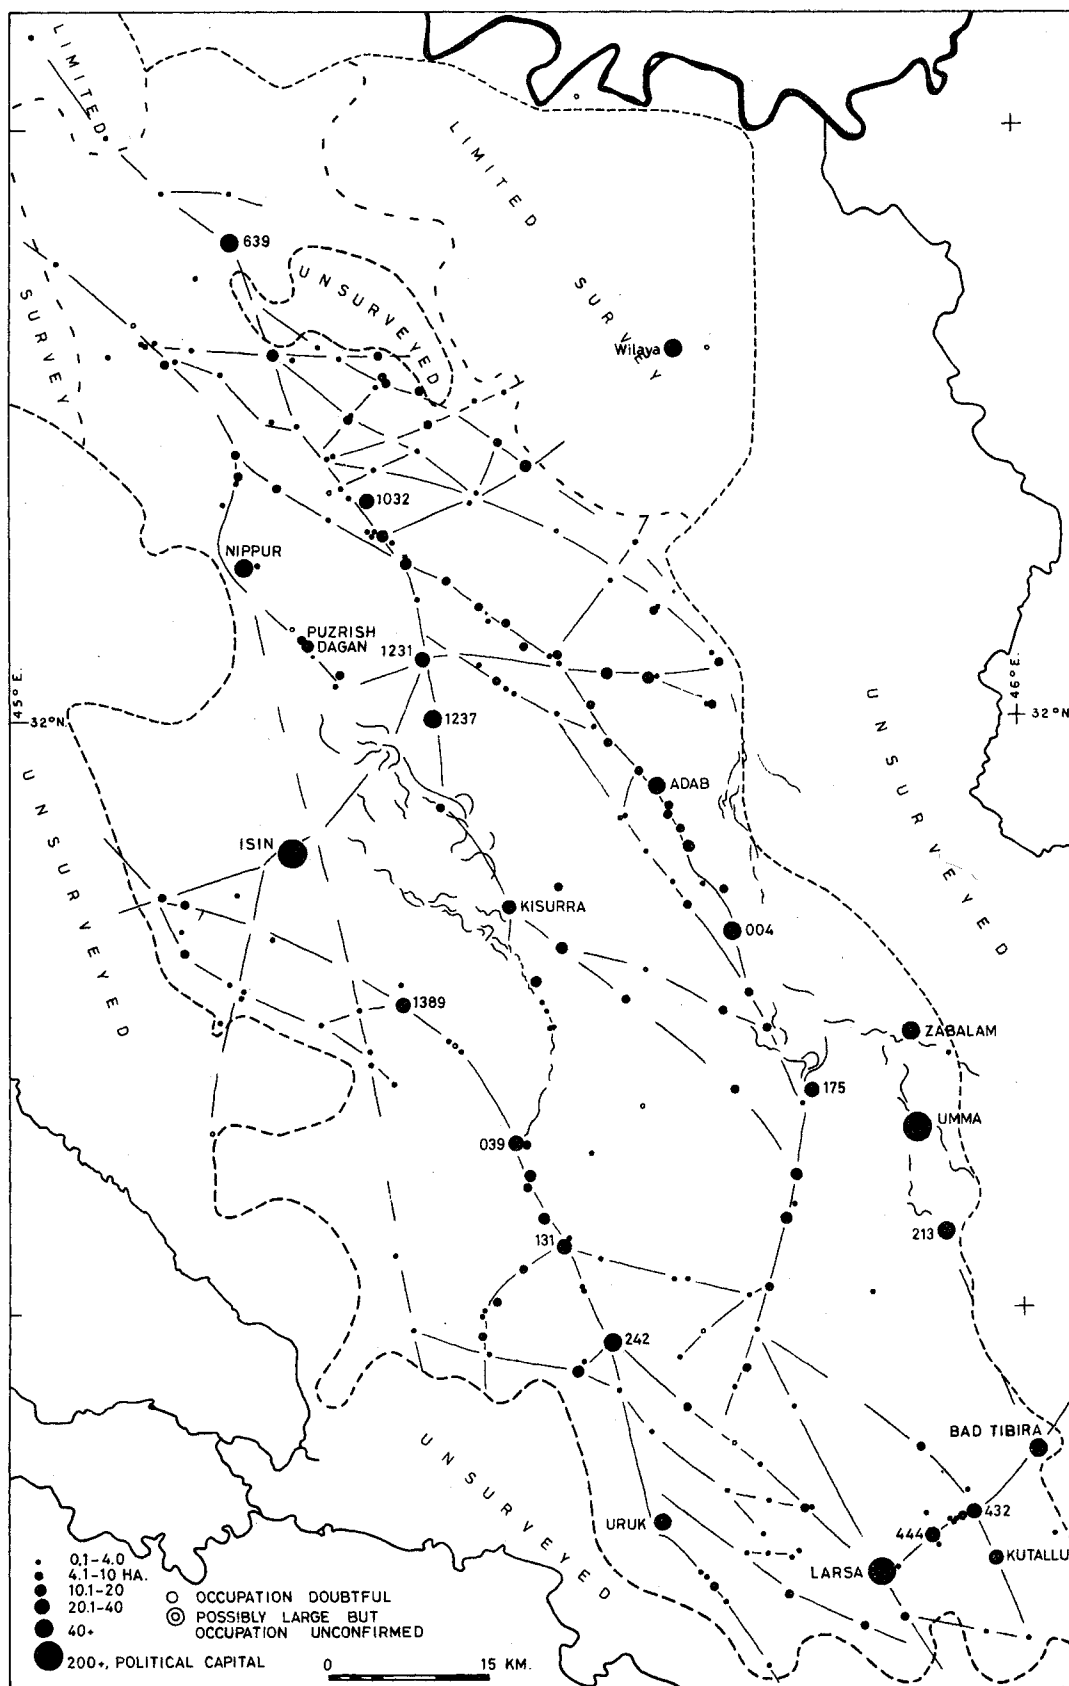 LIMITED
SURVEY
LIMITED
SURVEY
639
UNSURVEYED
Wilaya
1032
NIPPUR
PUZRISH
DAGAN
1231
1237
45°E.
32°N.
46°E.
32°N.
UNSURVEYED
UNSURVEYED
ADAB
ISIN
KISURRA
004
1389
ZABALAM
175
UMMA
039
213
131
242
BAD TIBIRA
UNSURVEYED
URUK
432
444
KUTALLU
LARSA
0.1-4.0
4.1-10 HA.
10.1-20
20.1-40
40+
200+, POLITICAL CAPITAL
OCCUPATION DOUBTFUL
POSSIBLY LARGE BUT
OCCUPATION UNCONFIRMED
0 15 KM.